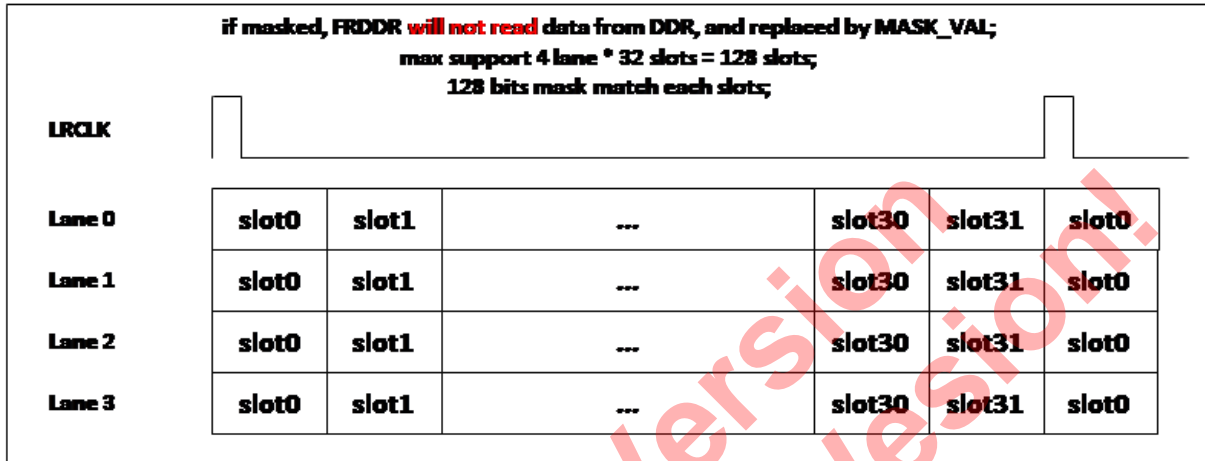 if masked, FRDDR will not read data from DDR, and replaced by MASK_VAL;
max support 4 lane * 32 slots = 128 slots;
128 bits mask match each slots;
LRCLK
Lane 0 slot0 slot1 ... slot30 slot31 slot0
Lane 1 slot0 slot1 ... slot30 slot31 slot0
Lane 2 slot0 slot1 ... slot30 slot31 slot0
Lane 3 slot0 slot1 ... slot30 slot31 slot0